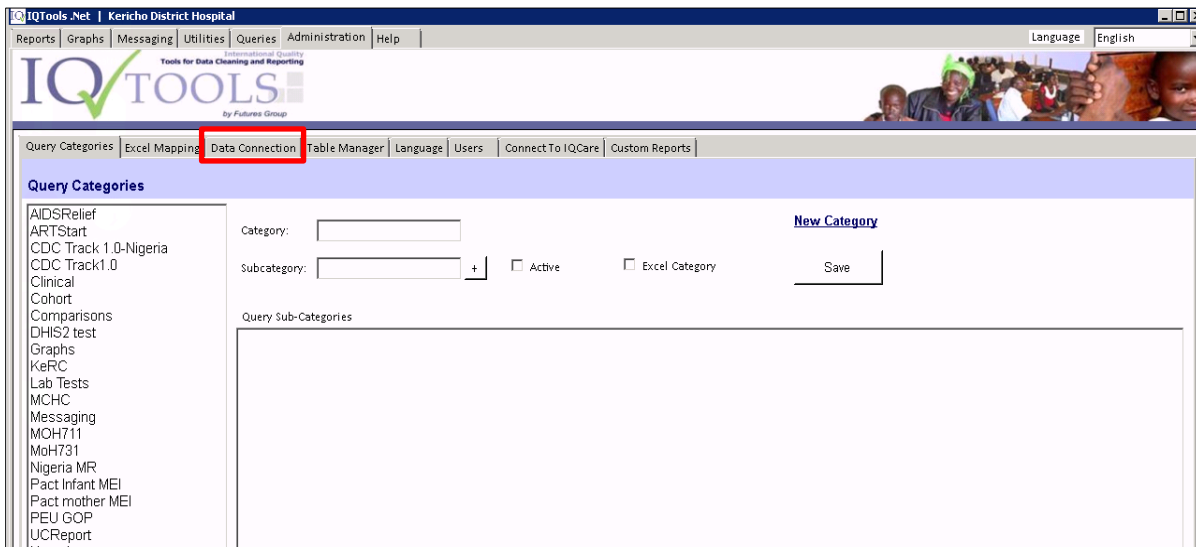 IQTools .Net | Kericho District Hospital
Reports Graphs Messaging Utilities Queries Administration Help Language English
International Quality
Tools for Data Cleaning and Reporting
IQTOOLS
by Futures Group
Query Categories Excel Mapping Data Connection Table Manager Language Users Connect To IQCare Custom Reports
Query Categories
AIDSRelief
ARTStart
CDC Track 1.0-Nigeria
CDC Track1.0
Clinical
Cohort
Comparisons
DHIS2 test
Graphs
KeRC
Lab Tests
MCHC
Messaging
MOH711
MoH731
Nigeria MR
Pact Infant MEI
Pact mother MEI
PEU GOP
UCReport
Category: New Category
Subcategory: + Active Excel Category Save
Query Sub-Categories